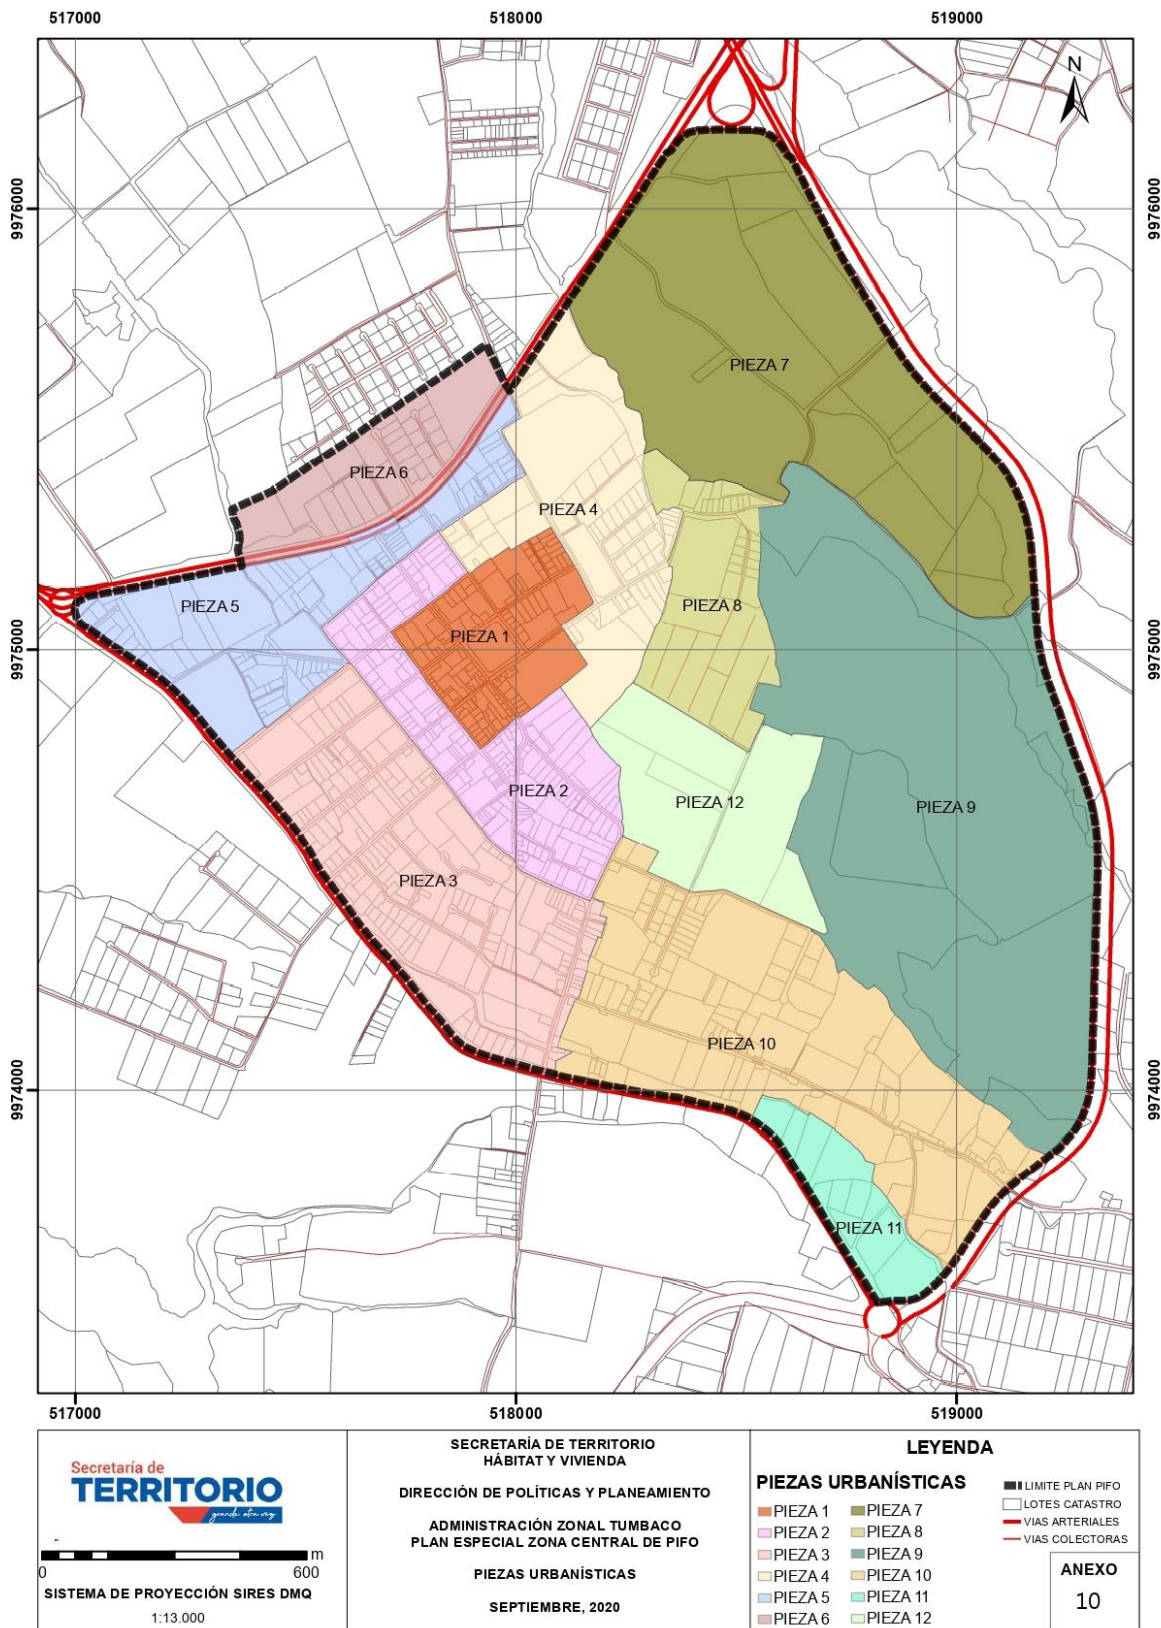 517000
518000
519000
N
9976000
9976000
PIEZA 7
PIEZA 6
PIEZA 4
PIEZA 5
PIEZA 8
PIEZA 1
9975000
9975000
PIEZA 2
PIEZA 12
PIEZA 9
PIEZA 3
PIEZA 10
9974000
9974000
PIEZA 11
517000
518000
519000
Secretaría de
TERRITORIO
grande otra vez
m
0
600
SISTEMA DE PROYECCIÓN SIRES DMQ
1:13.000
SECRETARÍA DE TERRITORIO
HÁBITAT Y VIVIENDA
DIRECCIÓN DE POLÍTICAS Y PLANEAMIENTO
ADMINISTRACIÓN ZONAL TUMBACO
PLAN ESPECIAL ZONA CENTRAL DE PIFO
PIEZAS URBANÍSTICAS
SEPTIEMBRE, 2020
LEYENDA
PIEZAS URBANÍSTICAS
PIEZA 1
PIEZA 2
PIEZA 3
PIEZA 4
PIEZA 5
PIEZA 6
PIEZA 7
PIEZA 8
PIEZA 9
PIEZA 10
PIEZA 11
PIEZA 12
LIMITE PLAN PIFO
LOTES CATASTRO
VIAS ARTERIALES
VIAS COLECTORAS
ANEXO
10